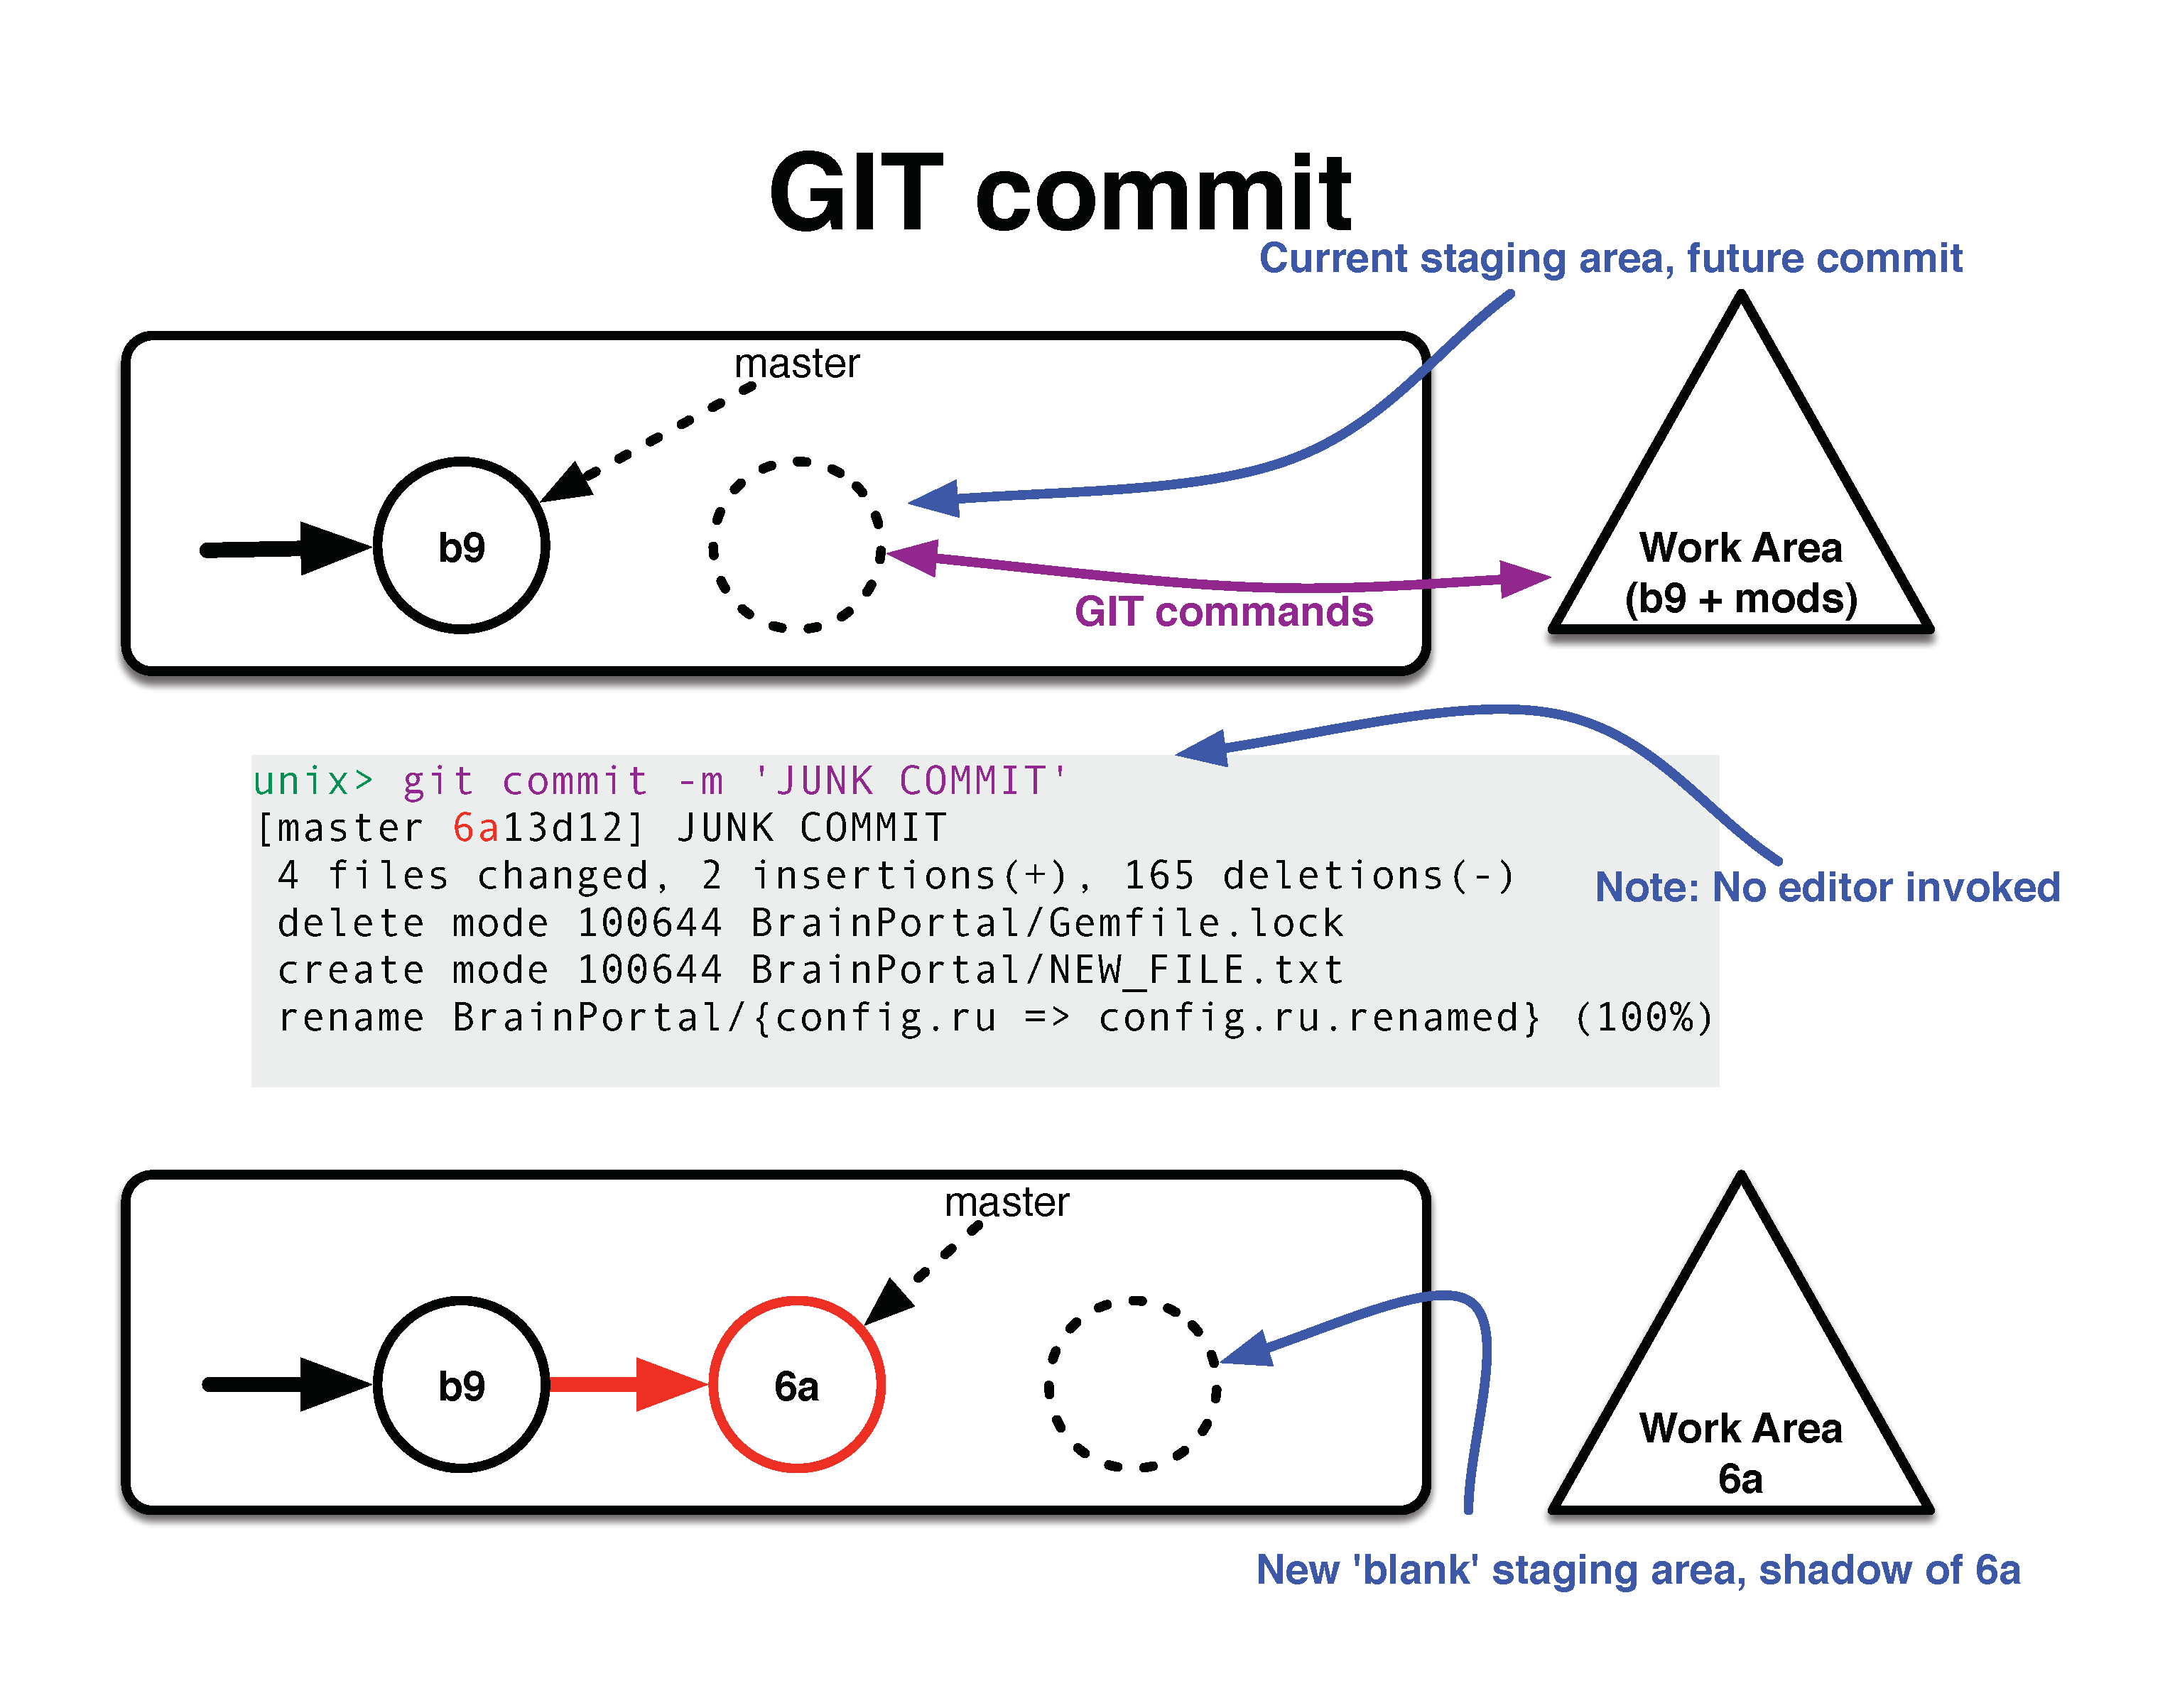 GIT commit
Current staging area, future commit
master
b9
Work Area
(b9 + mods)
GIT commands
unix> git commit -m 'JUNK COMMIT'
[master 6a13d12] JUNK COMMIT
4 files changed, 2 insertions(+), 165 deletions(-)
Note: No editor invoked
delete mode 100644 BrainPortal/Gemfile.lock
create mode 100644 BrainPortal/NEW_FILE.txt
rename BrainPortal/{config.ru => config.ru.renamed} (100%)
master
b9
6a
Work Area
6a
New 'blank' staging area, shadow of 6a